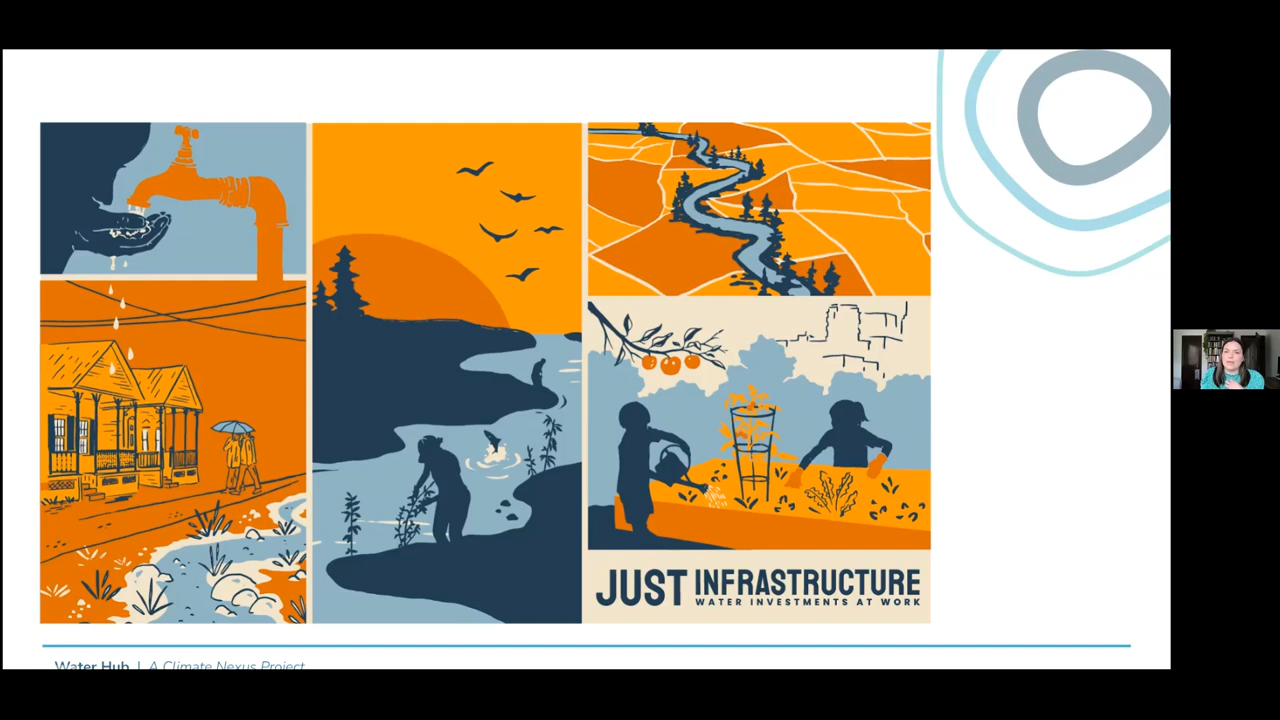 JUST INFRASTRUCTURE
WATER INVESTMENTS AT WORK
Water Hub | A Climate Nexus Project